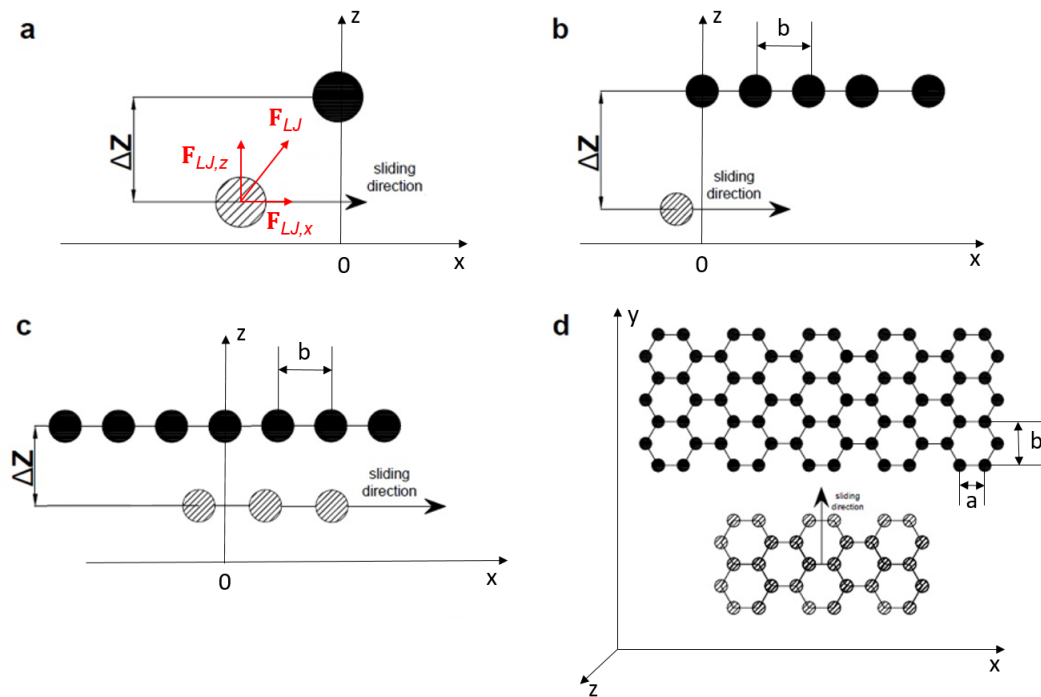 a
z
ΔZ
F_LJ
F_LJ,z
F_LJ,x
sliding
direction
0
x
b
z
b
ΔZ
sliding
direction
0
x
c
z
b
ΔZ
sliding
direction
0
x
d
y
b
a
sliding
direction
x
z